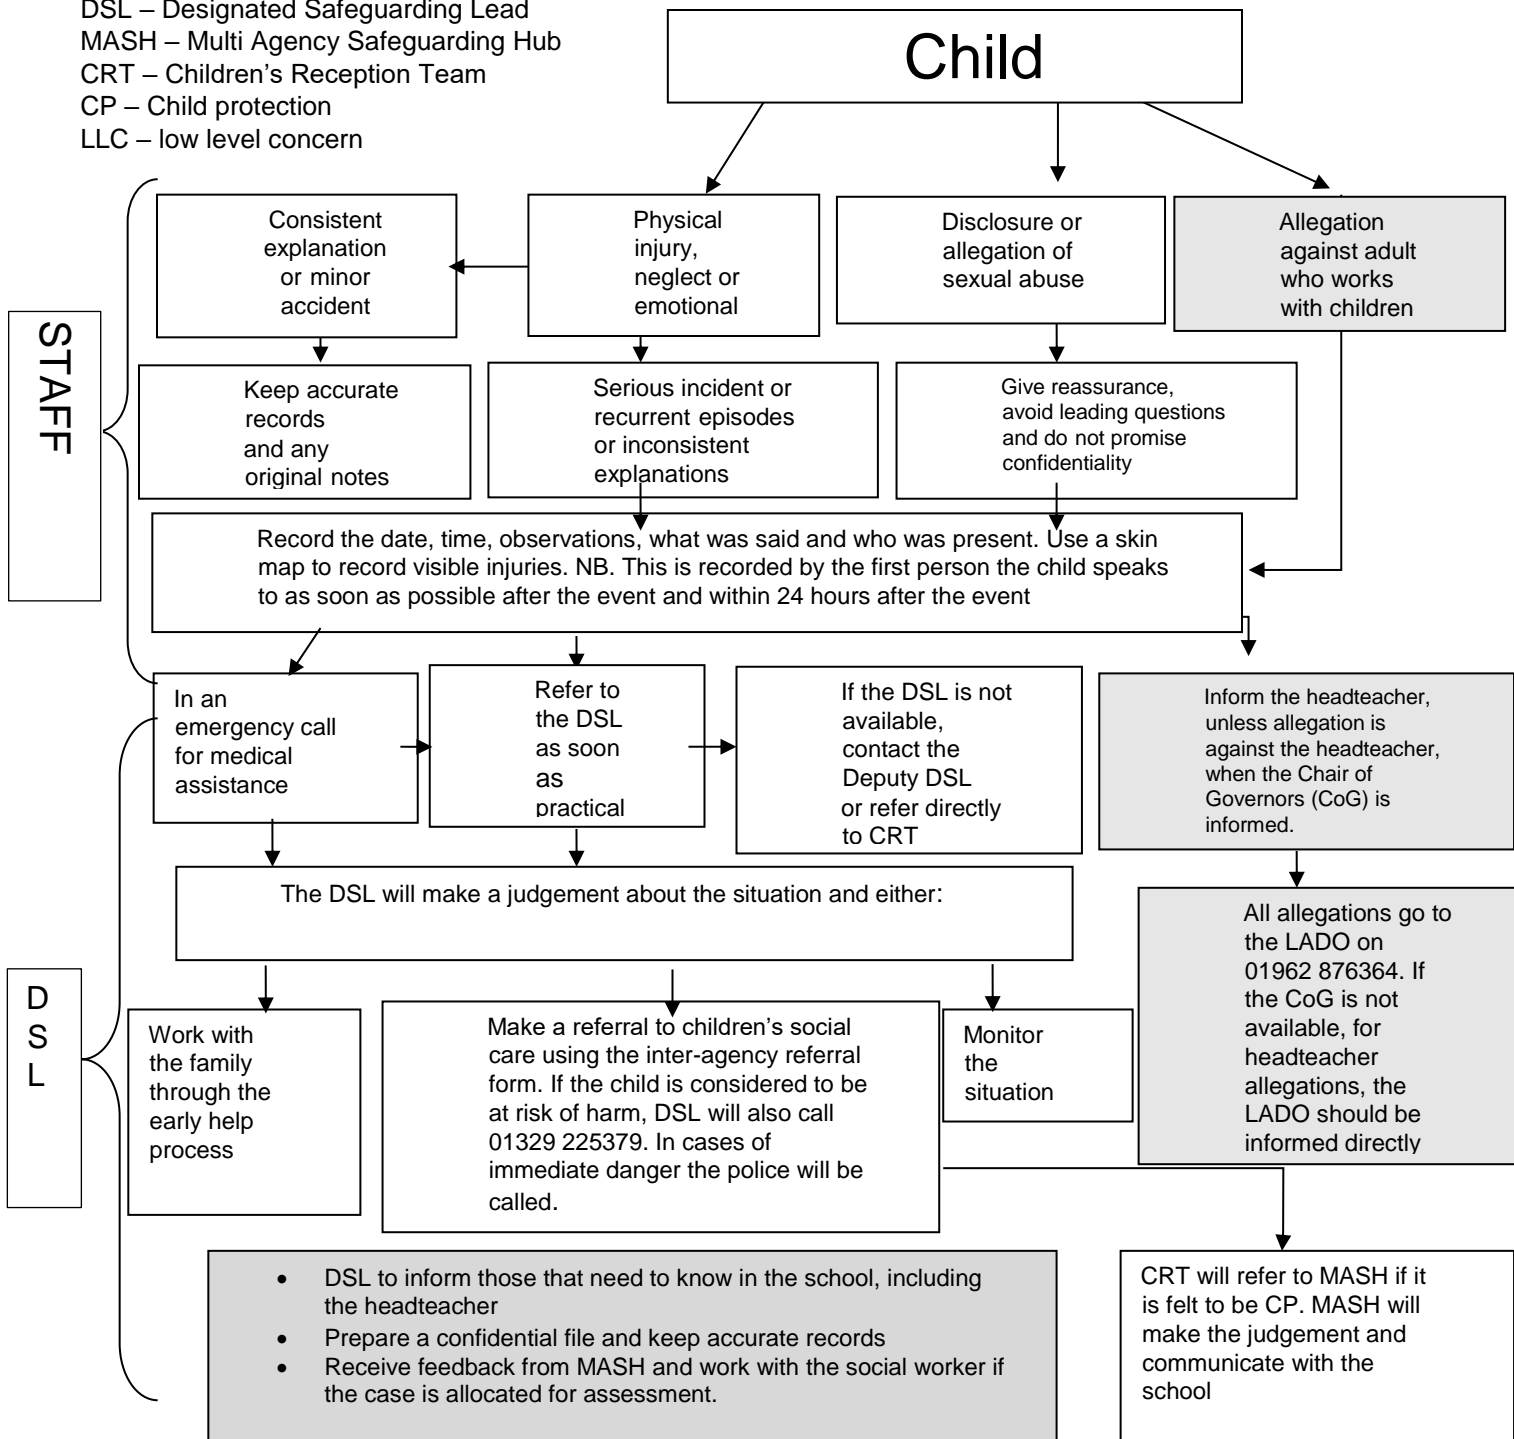 DSL – Designated Safeguarding Lead
MASH – Multi Agency Safeguarding Hub
CRT – Children’s Reception Team
CP – Child protection
LLC – low level concern
Child
STAFF
Consistent
explanation
or minor
accident
Physical
injury,
neglect or
emotional
Disclosure or
allegation of
sexual abuse
Allegation
against adult
who works
with children
Keep accurate
records
and any
original notes
Serious incident or
recurrent episodes
or inconsistent
explanations
Give reassurance,
avoid leading questions
and do not promise
confidentiality
Record the date, time, observations, what was said and who was present. Use a skin
map to record visible injuries. NB. This is recorded by the first person the child speaks
to as soon as possible after the event and within 24 hours after the event
In an
emergency call
for medical
assistance
Refer to
the DSL
as soon
as
practical
If the DSL is not
available,
contact the
Deputy DSL
or refer directly
to CRT
Inform the headteacher,
unless allegation is
against the headteacher,
when the Chair of
Governors (CoG) is
informed.
The DSL will make a judgement about the situation and either:
All allegations go to
the LADO on
01962 876364. If
the CoG is not
available, for
headteacher
allegations, the
LADO should be
informed directly
D
S
L
Work with
the family
through the
early help
process
Make a referral to children’s social
care using the inter-agency referral
form. If the child is considered to be
at risk of harm, DSL will also call
01329 225379. In cases of
immediate danger the police will be
called.
Monitor
the
situation
• DSL to inform those that need to know in the school, including
the headteacher
• Prepare a confidential file and keep accurate records
• Receive feedback from MASH and work with the social worker if
the case is allocated for assessment.
CRT will refer to MASH if it
is felt to be CP. MASH will
make the judgement and
communicate with the
school